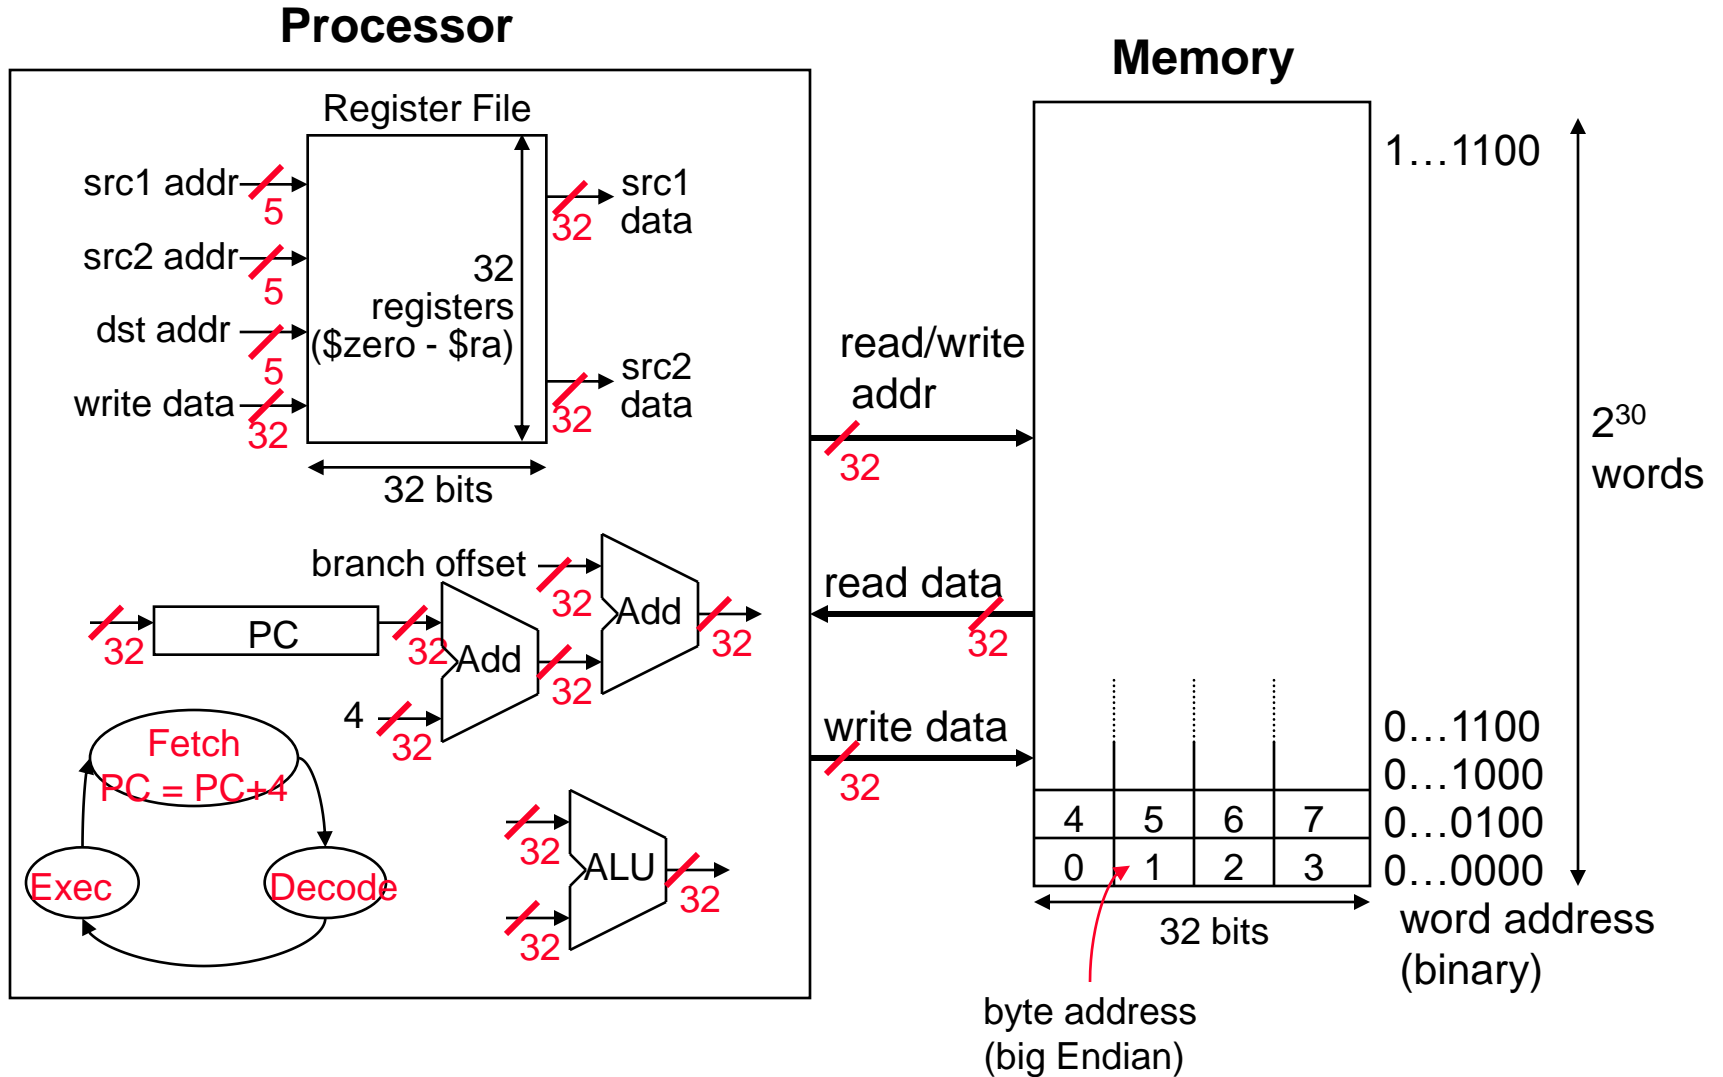 Processor
Register File
src1 addr
5
src2 addr
5
dst addr
5
write data
32
32
registers
($zero - $ra)
32 bits
32
src1
data
32
src2
data
branch offset
32
Add
32
32
PC
32
Add
32
4
32
Fetch
PC = PC+4
Exec
Decode
32
32
ALU
32
read/write
addr
32
read data
32
write data
32
Memory
1…1100
2³⁰
words
0…1100
0…1000
4 5 6 7
0…0100
0 1 2 3
0…0000
32 bits
word address
(binary)
byte address
(big Endian)